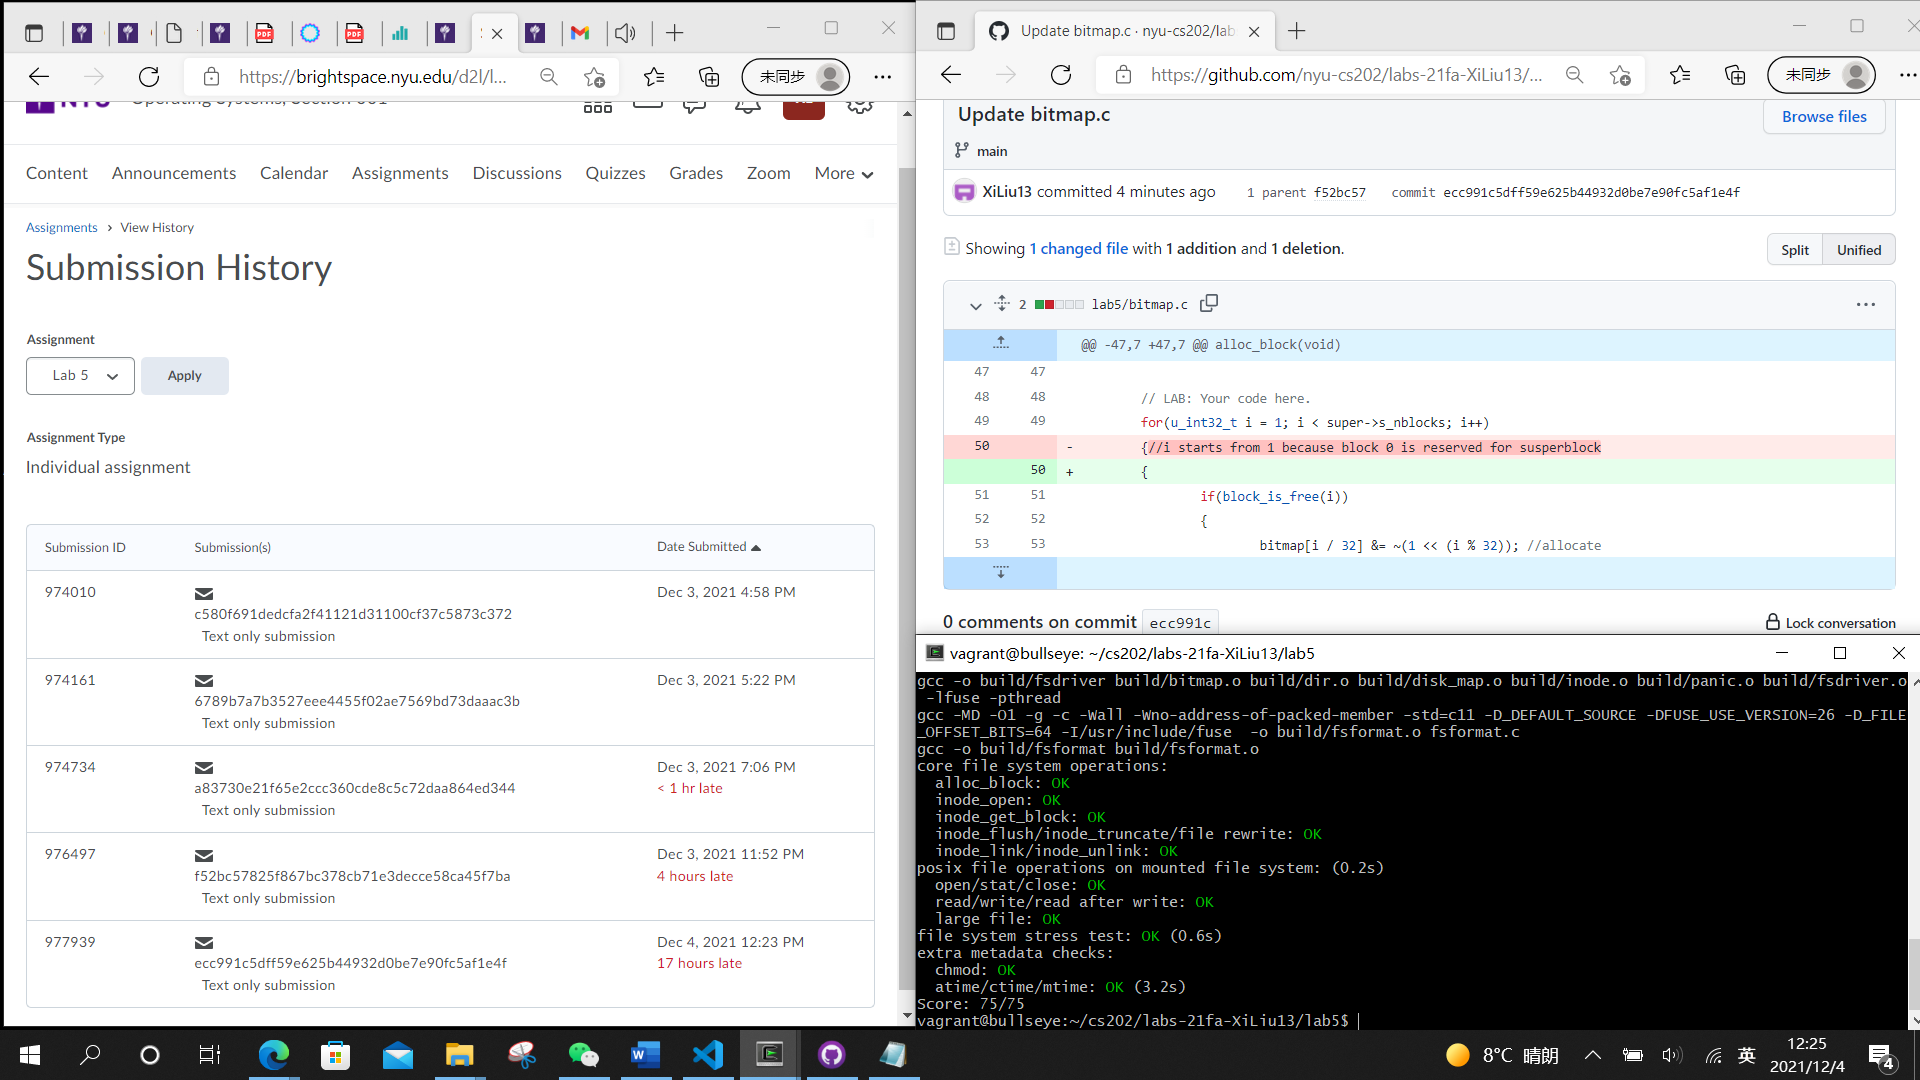 https://brightspace.nyu.edu/d2l/l...
未同步
NYU
Operating Systems, Section 001
Content
Announcements
Calendar
Assignments
Discussions
Quizzes
Grades
Zoom
More
Assignments › View History
Submission History
Assignment
Lab 5
Apply
Assignment Type
Individual assignment
Submission ID
Submission(s)
Date Submitted
974010
c580f691dedcfa2f41121d31100cf37c5873c372
Text only submission
Dec 3, 2021 4:58 PM
974161
6789b7a7b3527eee4455f02ae7569bd73daaac3b
Text only submission
Dec 3, 2021 5:22 PM
974734
a83730e21f65e2ccc360cde8c5c72daa864ed344
Text only submission
Dec 3, 2021 7:06 PM
< 1 hr late
976497
f52bc57825f867bc378cb71e3decce58ca45f7ba
Text only submission
Dec 3, 2021 11:52 PM
4 hours late
977939
ecc991c5dff59e625b44932d0be7e90fc5af1e4f
Text only submission
Dec 4, 2021 12:23 PM
17 hours late
Update bitmap.c · nyu-cs202/lab
https://github.com/nyu-cs202/labs-21fa-XiLiu13/...
未同步
Update bitmap.c
Browse files
main
XiLiu13 committed 4 minutes ago
1 parent f52bc57
commit ecc991c5dff59e625b44932d0be7e90fc5af1e4f
Showing 1 changed file with 1 addition and 1 deletion.
Split
Unified
2 lab5/bitmap.c
@@ -47,7 +47,7 @@ alloc_block(void)
47 47
48 48 // LAB: Your code here.
49 49 for(u_int32_t i = 1; i < super->s_nblocks; i++)
50 - {//i starts from 1 because block 0 is reserved for susperblock
50 + {
51 51 if(block_is_free(i))
52 52 {
53 53 bitmap[i / 32] &= ~(1 << (i % 32)); //allocate
0 comments on commit ecc991c
Lock conversation
vagrant@bullseye: ~/cs202/labs-21fa-XiLiu13/lab5
gcc -o build/fsdriver build/bitmap.o build/dir.o build/disk_map.o build/inode.o build/panic.o build/fsdriver.o
-lfuse -pthread
gcc -MD -O1 -g -c -Wall -Wno-address-of-packed-member -std=c11 -D_DEFAULT_SOURCE -DFUSE_USE_VERSION=26 -D_FILE
_OFFSET_BITS=64 -I/usr/include/fuse  -o build/fsformat.o fsformat.c
gcc -o build/fsformat build/fsformat.o
core file system operations:
alloc_block: OK
inode_open: OK
inode_get_block: OK
inode_flush/inode_truncate/file rewrite: OK
inode_link/inode_unlink: OK
posix file operations on mounted file system: (0.2s)
open/stat/close: OK
read/write/read after write: OK
large file: OK
file system stress test: OK (0.6s)
extra metadata checks:
chmod: OK
atime/ctime/mtime: OK (3.2s)
Score: 75/75
vagrant@bullseye:~/cs202/labs-21fa-XiLiu13/lab5$
8°C 晴朗
英
12:25
2021/12/4
4